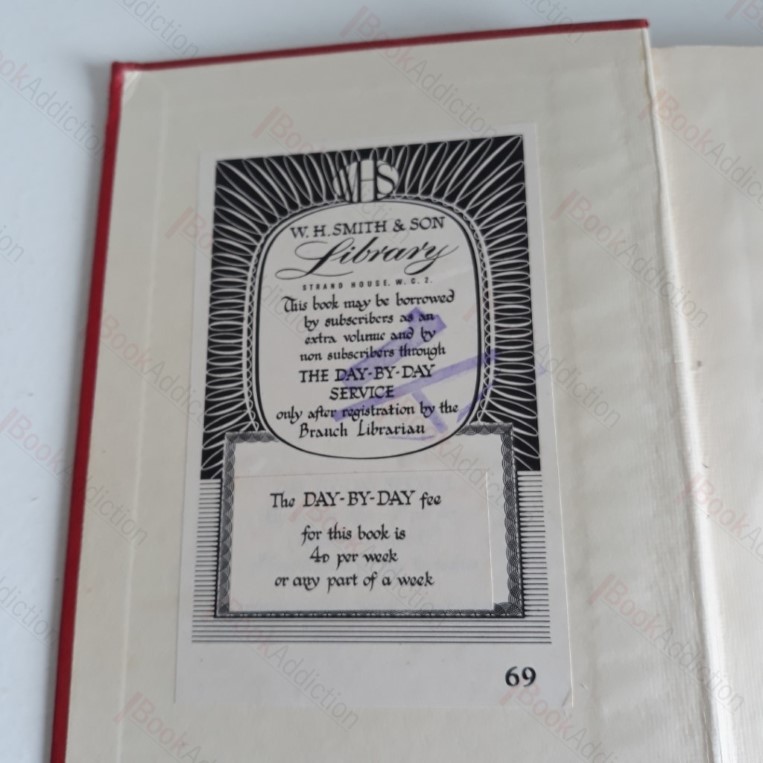 WHS
W. H. SMITH & SON
Library
STRAND HOUSE, W. C. 2.
This book may be borrowed
by subscribers as an
extra volume and by
non subscribers through
THE DAY-BY-DAY
SERVICE
only after registration by the
Branch Librarian
The DAY-BY-DAY fee
for this book is
4D per week
or any part of a week
69
BookAddiction